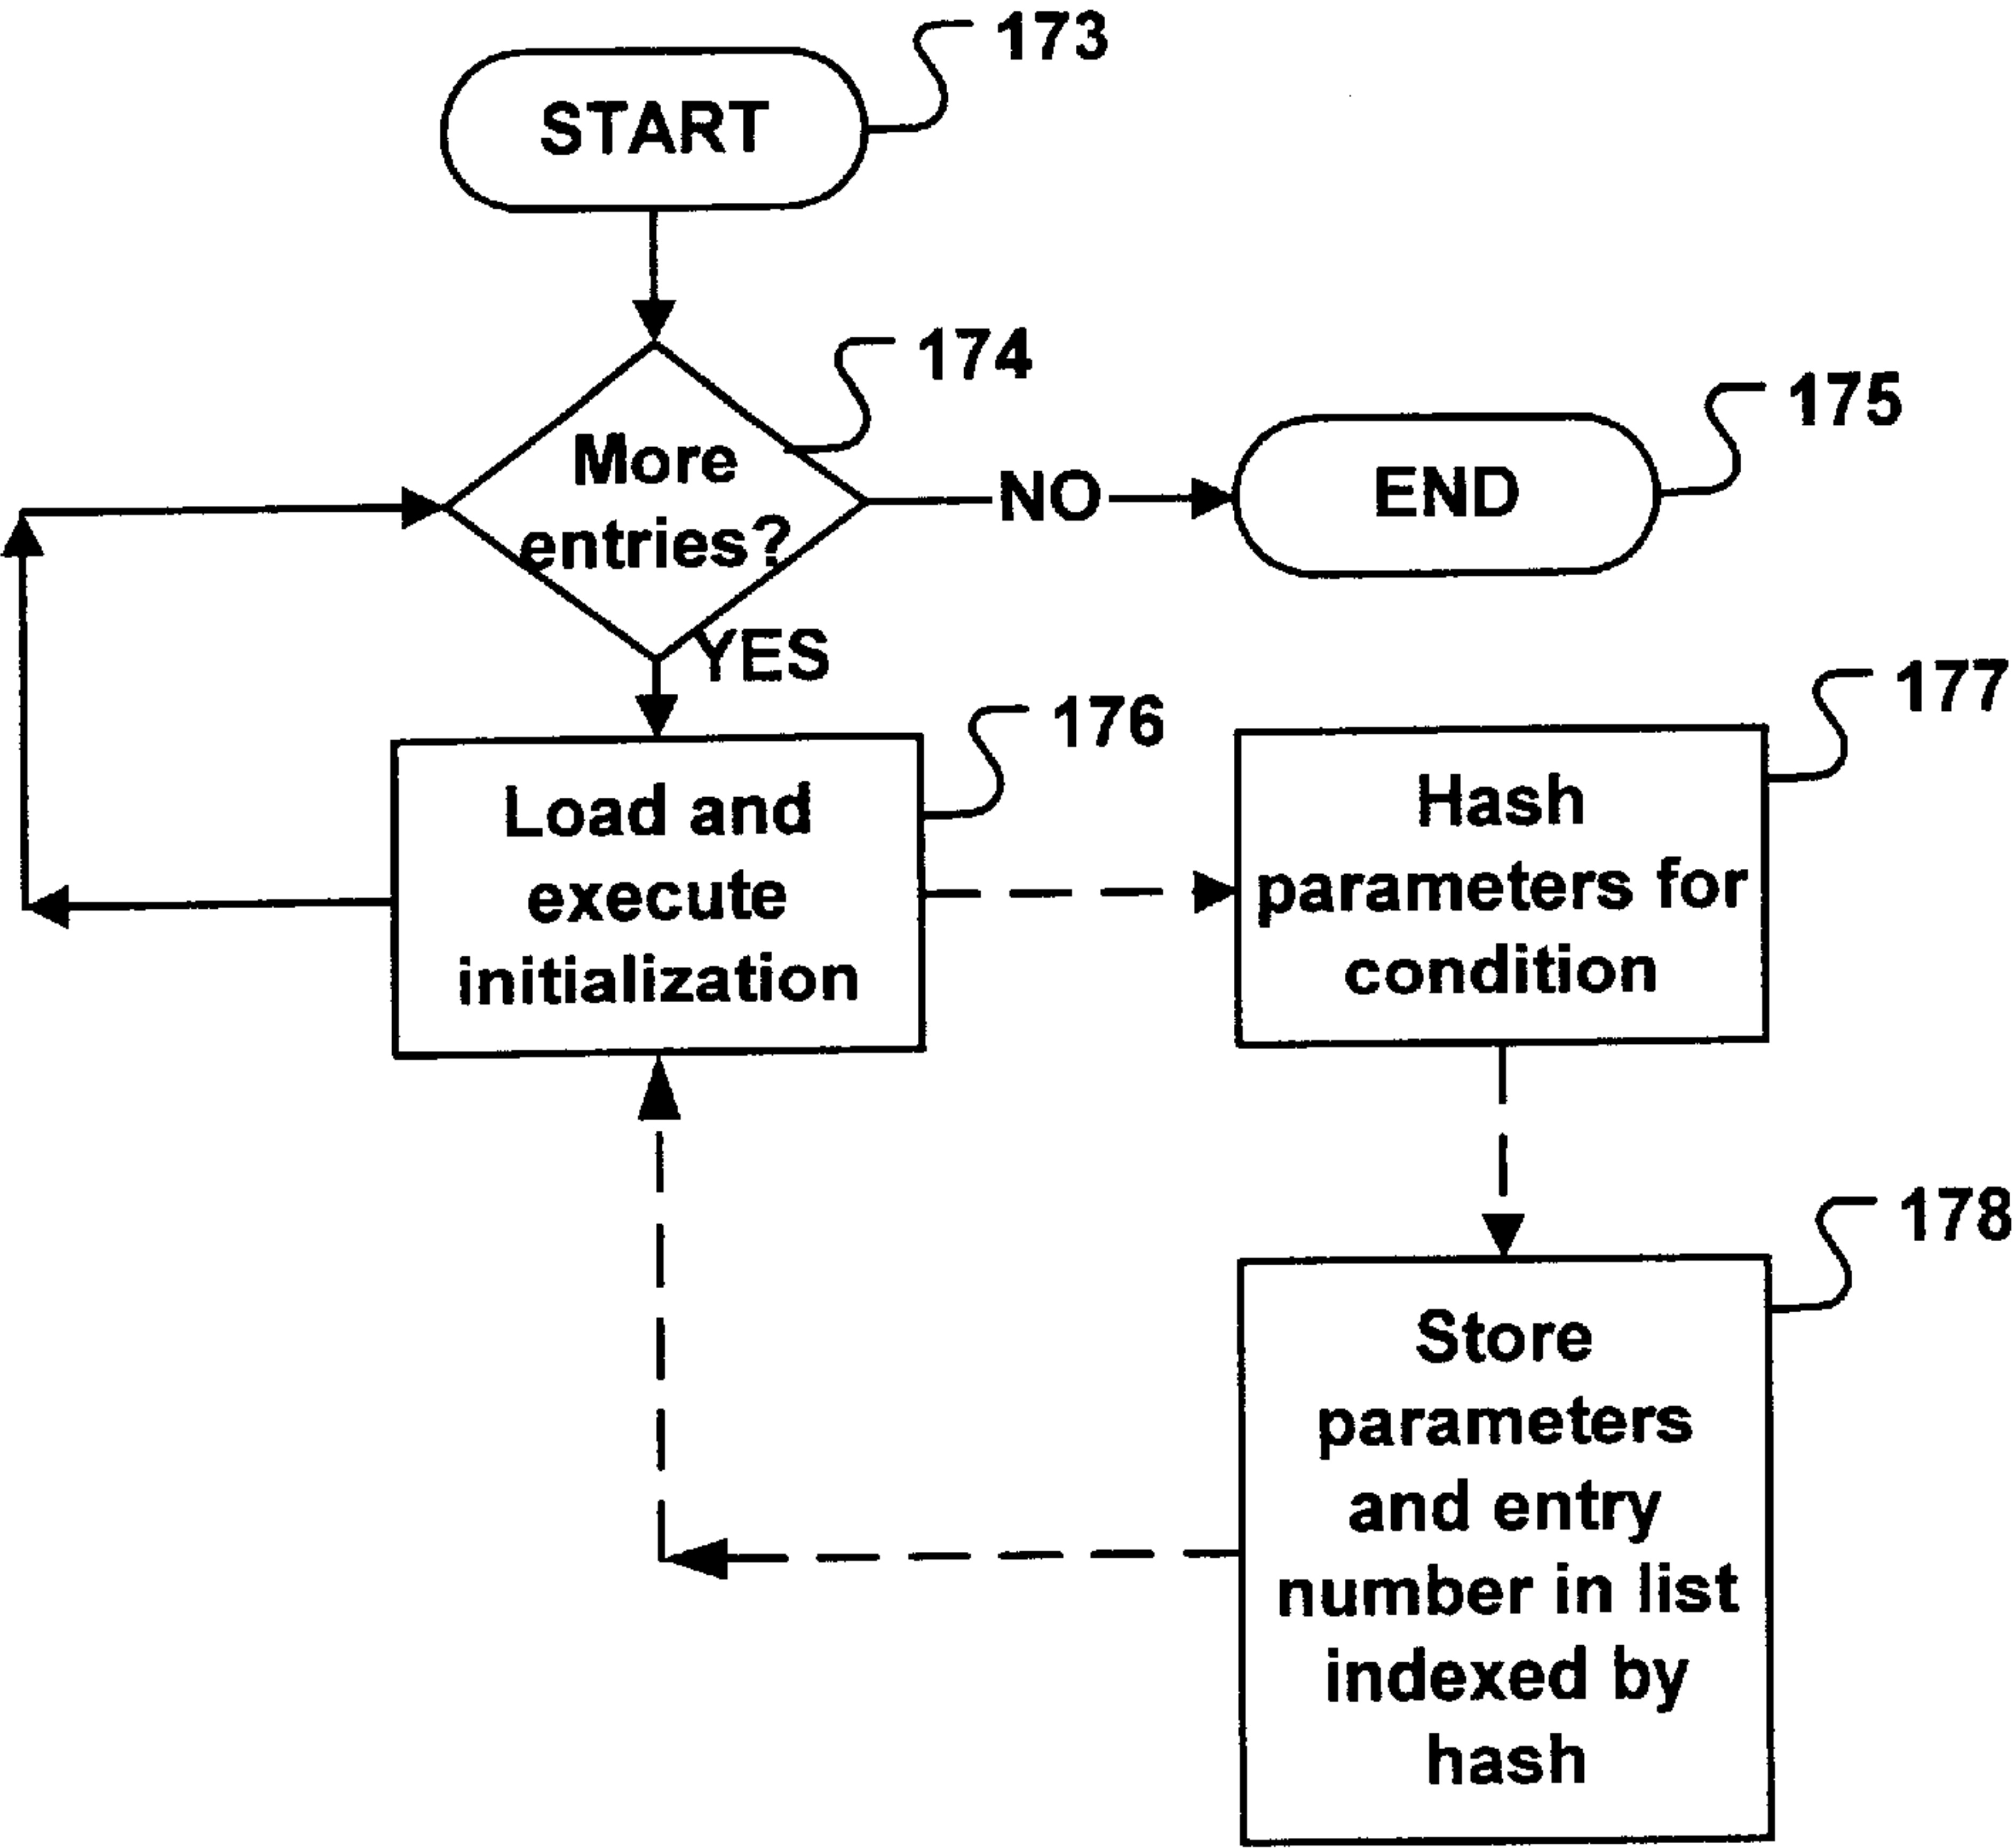 173
START
174
More
entries?
NO
175
END
YES
176
Load and
execute
initialization
177
Hash
parameters for
condition
178
Store
parameters
and entry
number in list
indexed by
hash